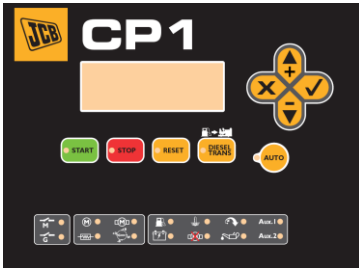 JCB
CP1
START
STOP
RESET
DIESEL
TRANS
AUTO
M
M
M
Aux.1
G
Aux.2